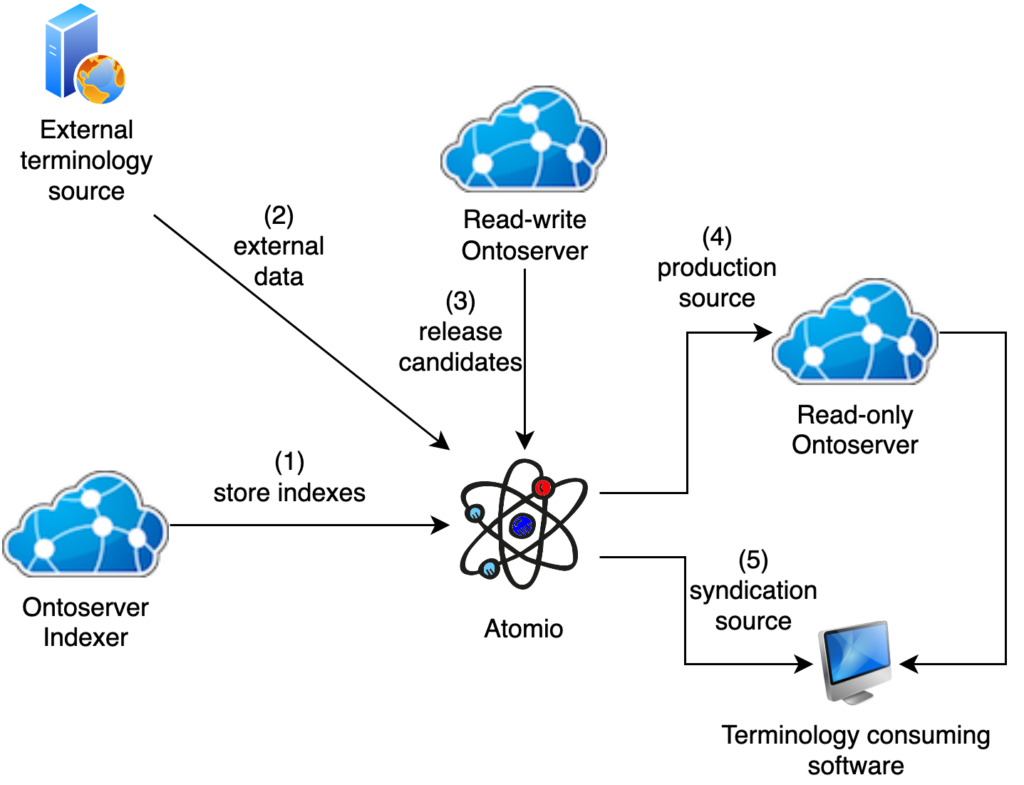 External
terminology
source
Read-write
Ontoserver
(2)
external
data
(3)
release
candidates
(4)
production
source
Read-only
Ontoserver
(1)
store indexes
Ontoserver
Indexer
Atomio
(5)
syndication
source
Terminology consuming
software